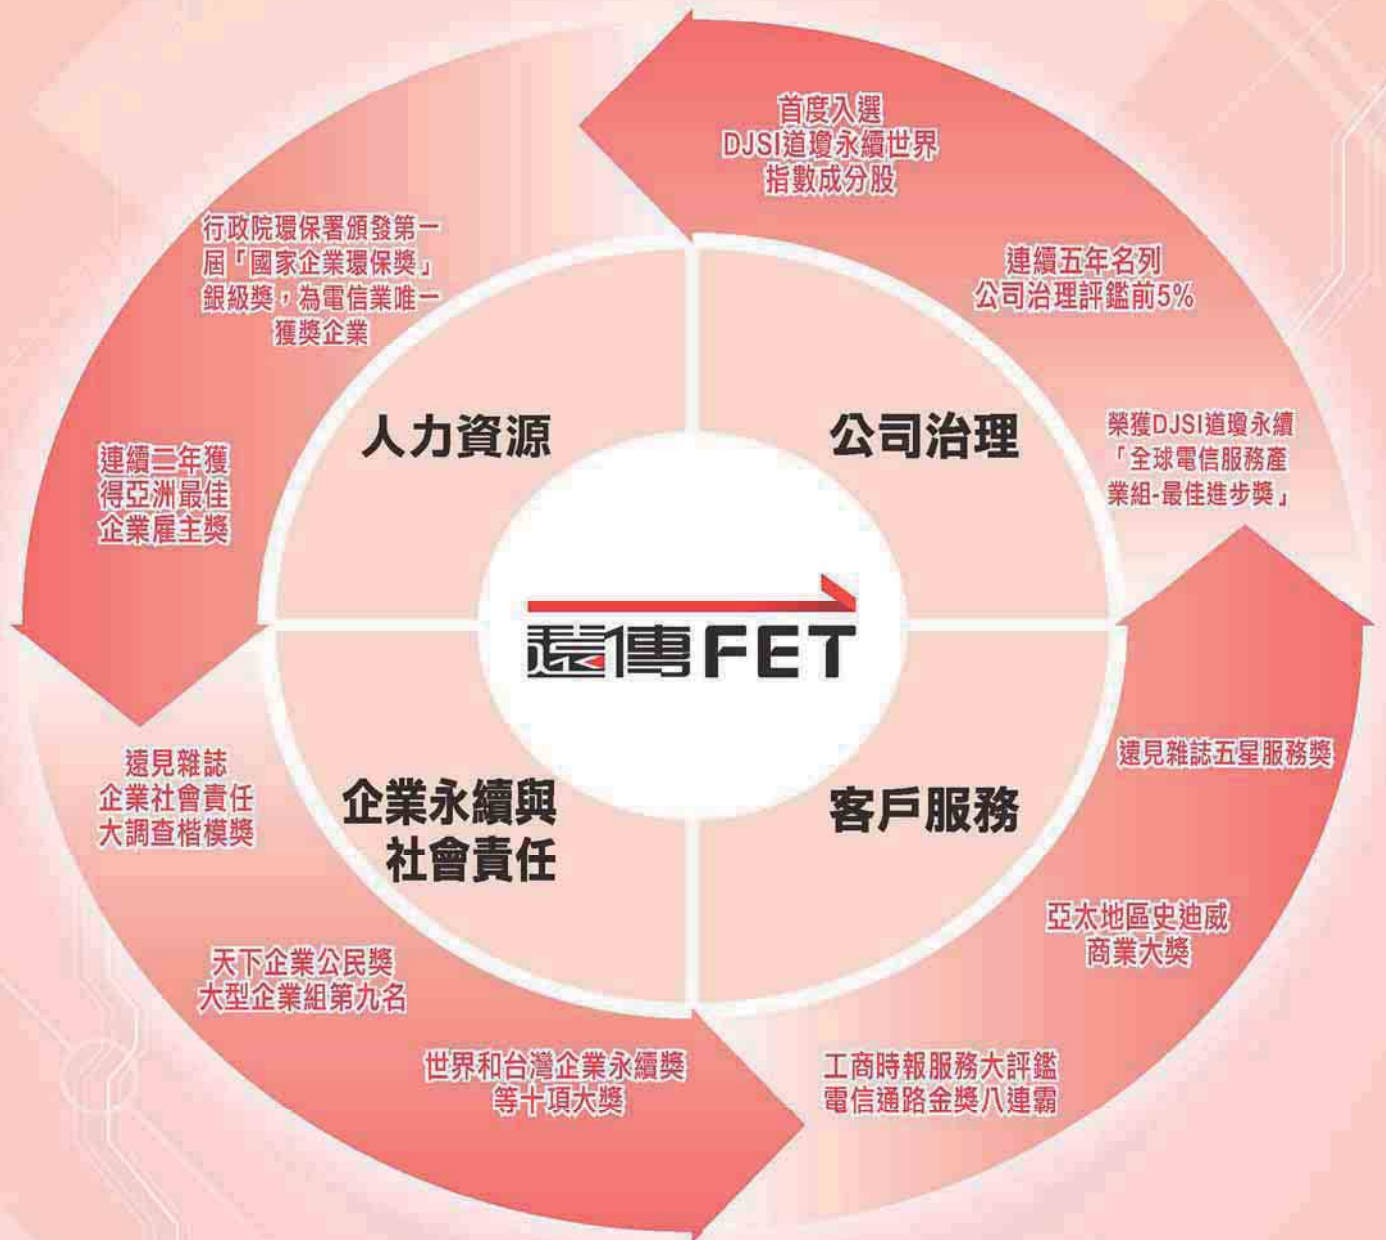 首度入選
DJSI道瓊永續世界
指數成分股
連續五年名列
公司治理評鑑前5%
榮獲DJSI道瓊永續
「全球電信服務產
業組-最佳進步獎」
行政院環保署頒發第一
屆「國家企業環保獎」
銀級獎,為電信業唯一
獲獎企業
連續二年獲
得亞洲最佳
企業雇主獎
人力資源
公司治理
遠傳FET
企業永續與
社會責任
客戶服務
遠見雜誌
企業社會責任
大調查楷模獎
天下企業公民獎
大型企業組第九名
世界和台灣企業永續獎
等十項大獎
遠見雜誌五星服務獎
亞太地區史迪威
商業大獎
工商時報服務大評鑑
電信通路金獎八連霸